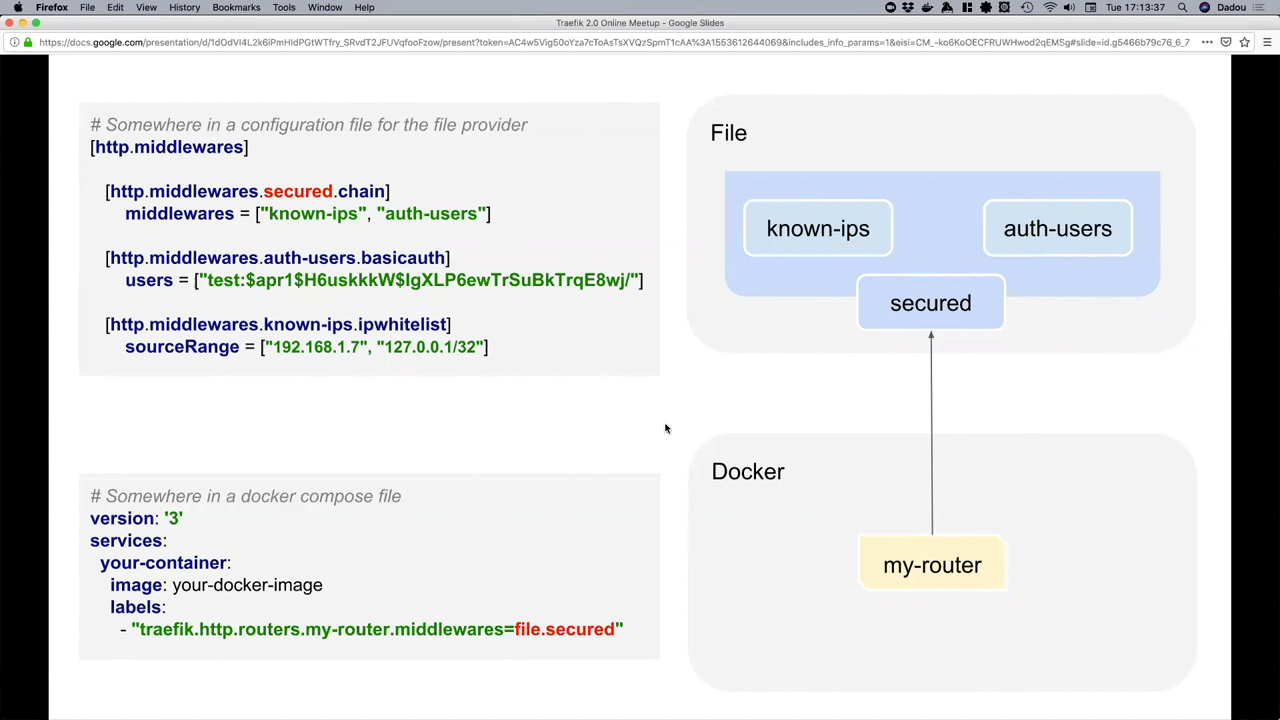 Firefox File Edit View History Bookmarks Tools Window Help Tue 17:13:37 Dadou
Traefik 2.0 Online Meetup - Google Slides
# Somewhere in a configuration file for the file provider
[http.middlewares]
[http.middlewares.secured.chain]
middlewares = ["known-ips", "auth-users"]
[http.middlewares.auth-users.basicauth]
users = ["test:$apr1$H6uskkkW$IgXLP6ewTrSuBkTrqE8wj/"]
[http.middlewares.known-ips.ipwhitelist]
sourceRange = ["192.168.1.7", "127.0.0.1/32"]
File
known-ips
auth-users
secured
# Somewhere in a docker compose file
version: '3'
services:
your-container:
image: your-docker-image
labels:
- "traefik.http.routers.my-router.middlewares=file.secured"
Docker
my-router